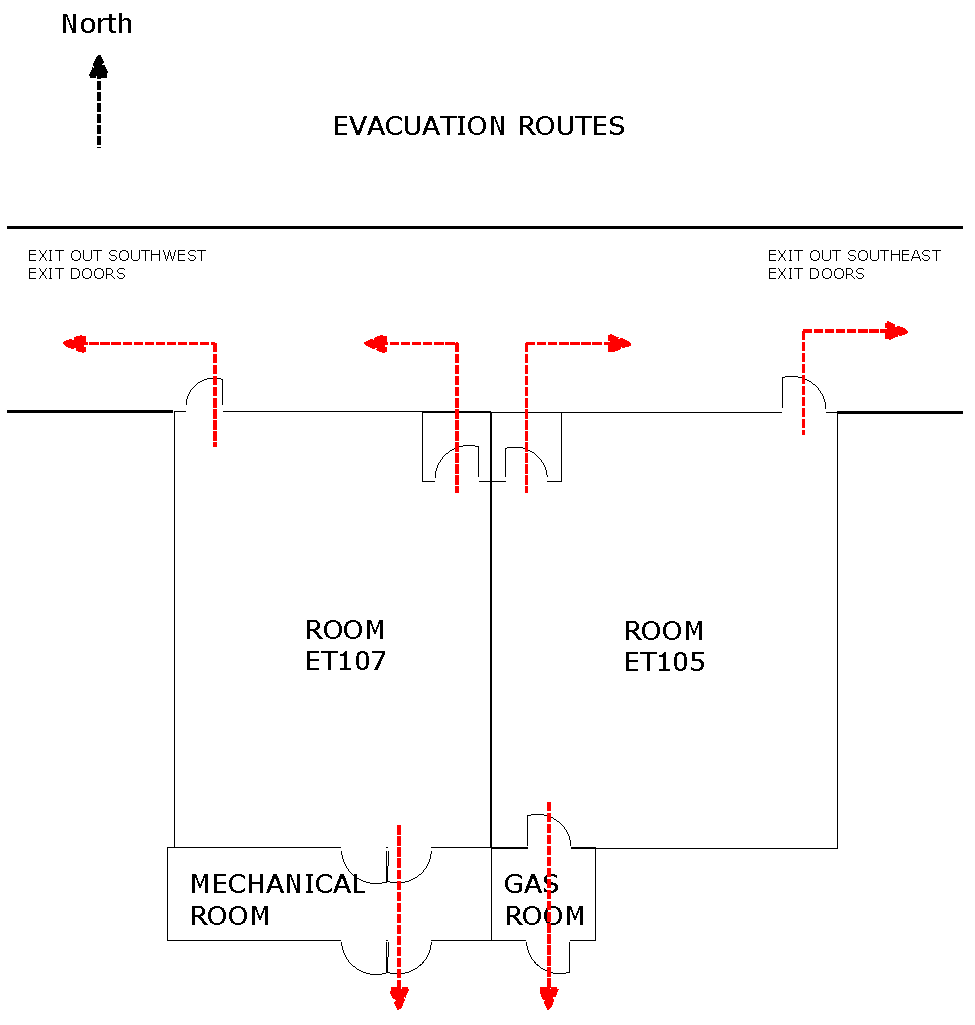 North
EVACUATION ROUTES
EXIT OUT SOUTHWEST
EXIT DOORS
EXIT OUT SOUTHEAST
EXIT DOORS
ROOM
ET107
ROOM
ET105
MECHANICAL
ROOM
GAS
ROOM